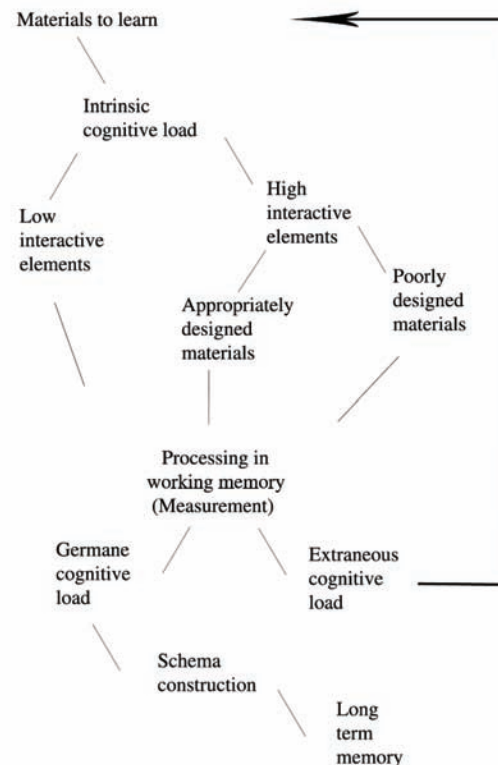 Materials to learn
Intrinsic
cognitive load
High
interactive
elements
Low
interactive
elements
Poorly
designed
materials
Appropriately
designed
materials
Processing in
working memory
(Measurement)
Germane
cognitive
load
Extraneous
cognitive
load
Schema
construction
Long
term
memory